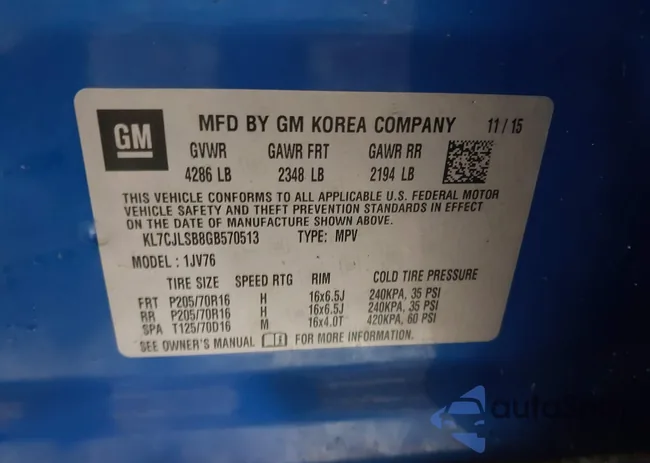 GM
MFD BY GM KOREA COMPANY 11/15
GVWR GAWR FRT GAWR RR
4286 LB 2348 LB 2194 LB
THIS VEHICLE CONFORMS TO ALL APPLICABLE U.S. FEDERAL MOTOR
VEHICLE SAFETY AND THEFT PREVENTION STANDARDS IN EFFECT
ON THE DATE OF MANUFACTURE SHOWN ABOVE.
KL7CJLSB8GB570513 TYPE: MPV
MODEL : 1JV76
TIRE SIZE SPEED RTG RIM COLD TIRE PRESSURE
FRT P205/70R16 H 16x6.5J 240KPA, 35 PSI
RR P205/70R16 H 16x6.5J 240KPA, 35 PSI
SPA T125/70D16 M 16x4.0T 420KPA, 60 PSI
SEE OWNER'S MANUAL FOR MORE INFORMATION